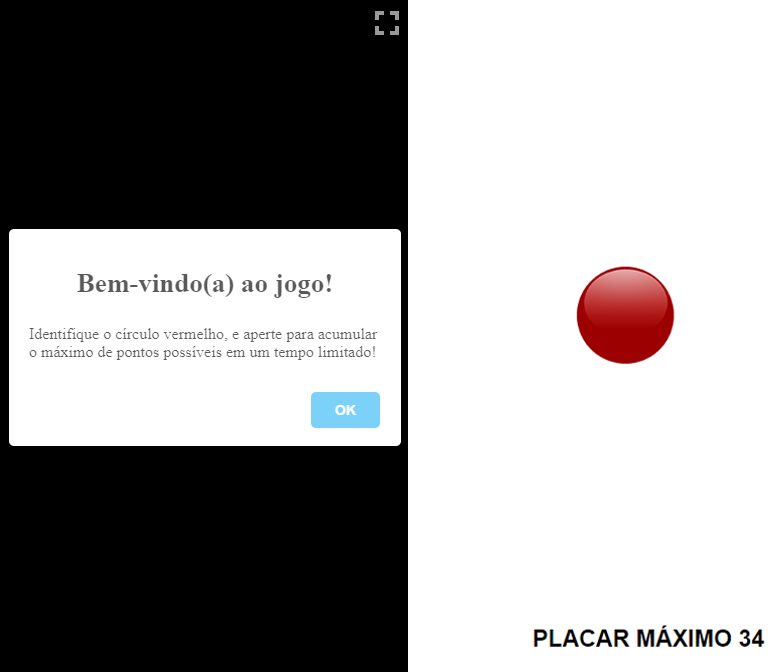 Bem-vindo(a) ao jogo!
Identifique o círculo vermelho, e aperte para acumular
o máximo de pontos possíveis em um tempo limitado!
OK
PLACAR MÁXIMO 34